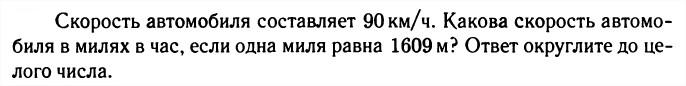 Скорость автомобиля составляет 90 км/ч. Какова скорость автомо-
биля в милях в час, если одна миля равна 1609 м? Ответ округлите до це-
лого числа.